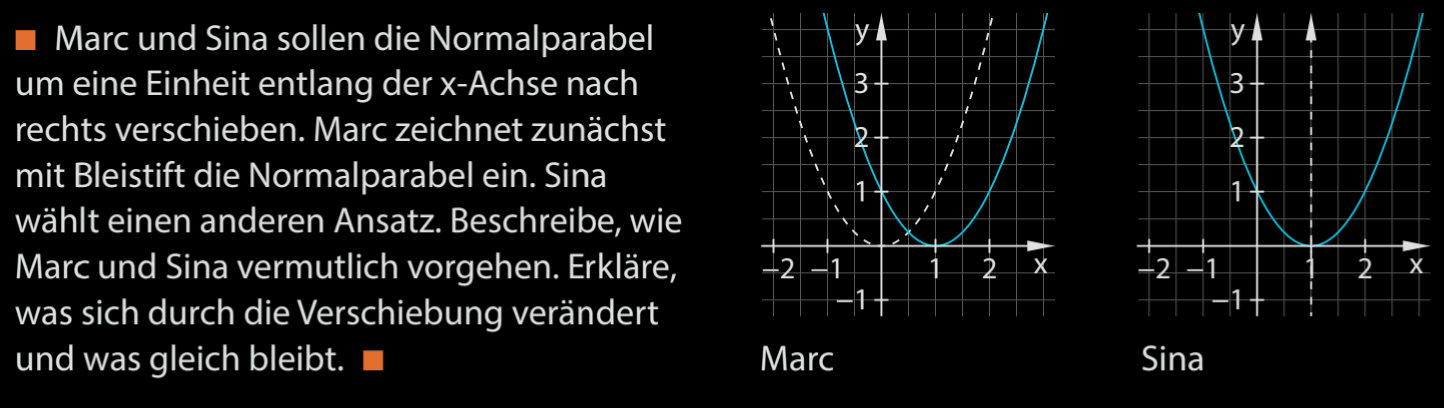 Marc und Sina sollen die Normalparabel
um eine Einheit entlang der x-Achse nach
rechts verschieben. Marc zeichnet zunächst
mit Bleistift die Normalparabel ein. Sina
wählt einen anderen Ansatz. Beschreibe, wie
Marc und Sina vermutlich vorgehen. Erkläre,
was sich durch die Verschiebung verändert
und was gleich bleibt.
y
3
2
1
−2 −1 1 2 x
−1
Marc
y
3
2
1
−2 −1 1 2 x
−1
Sina